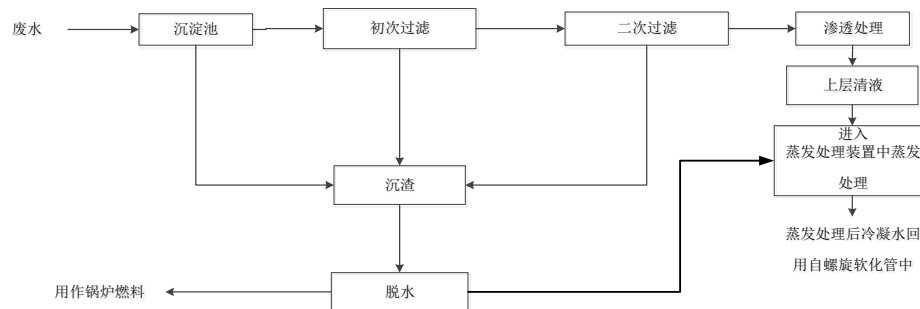 废水
沉淀池
初次过滤
二次过滤
渗透处理
上层清液
进入
蒸发处理装置中蒸发
处理
沉渣
蒸发处理后冷凝水回
用自螺旋软化管中
用作锅炉燃料
脱水